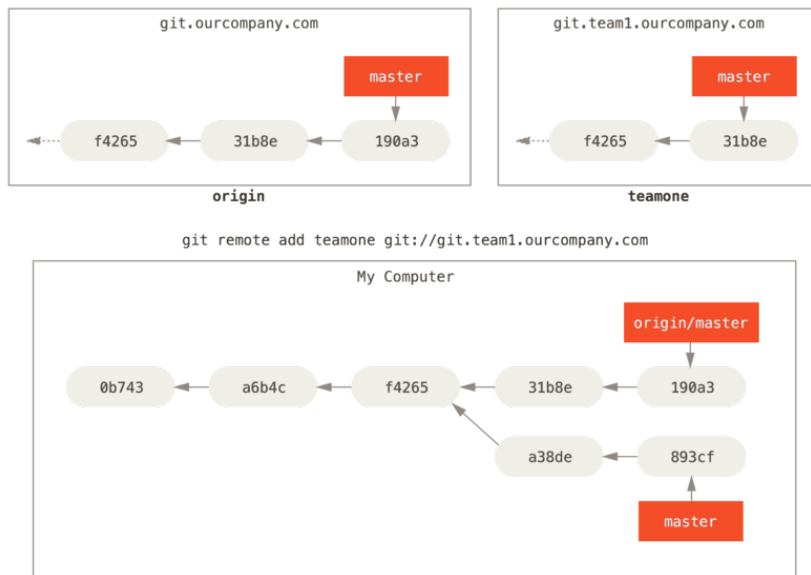 git.ourcompany.com
master
f4265 31b8e 190a3
origin
git.team1.ourcompany.com
master
f4265 31b8e
teamone
git remote add teamone git://git.team1.ourcompany.com
My Computer
origin/master
0b743 a6b4c f4265 31b8e 190a3
a38de 893cf
master